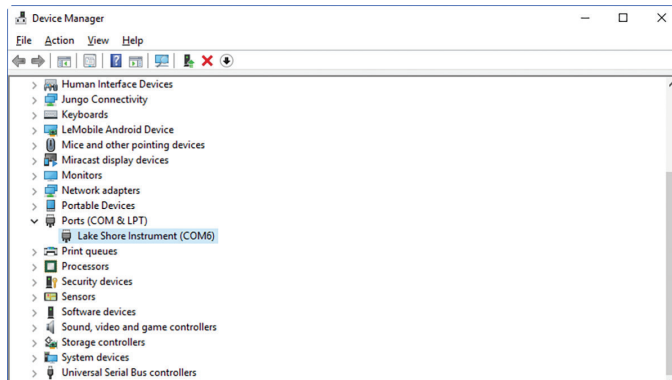 Device Manager
File Action View Help
Human Interface Devices
Jungo Connectivity
Keyboards
LeMobile Android Device
Mice and other pointing devices
Miracast display devices
Monitors
Network adapters
Portable Devices
Ports (COM & LPT)
Lake Shore Instrument (COM6)
Print queues
Processors
Security devices
Sensors
Software devices
Sound, video and game controllers
Storage controllers
System devices
Universal Serial Bus controllers